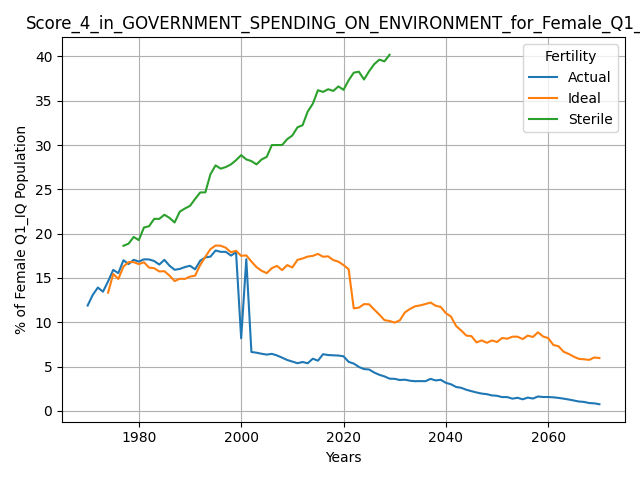 Score_4_in_GOVERNMENT_SPENDING_ON_ENVIRONMENT_for_Female_Q1_
Fertility
Actual
Ideal
Sterile
% of Female Q1_IQ Population
40
35
30
25
20
15
10
5
0
1980 2000 2020 2040 2060
Years